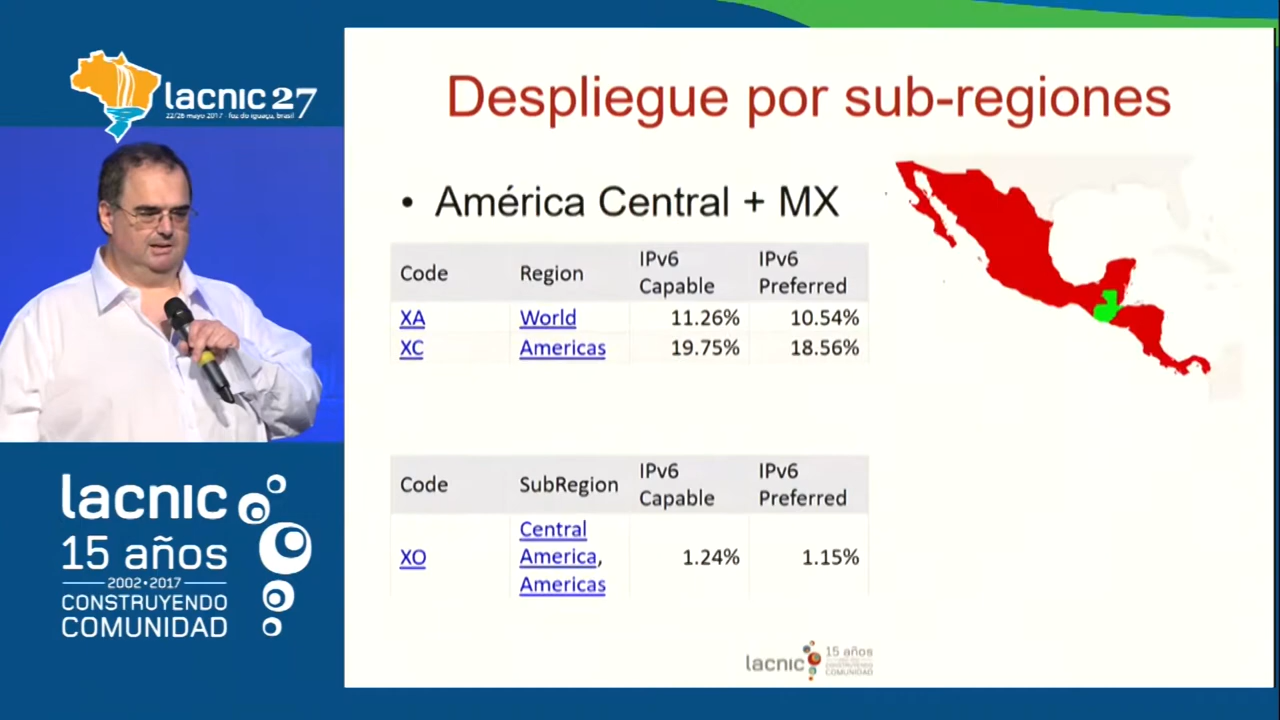 lacnic 27
22/26 mayo 2017 - foz do iguaçu, brasil
lacnic
15 años
2002•2017
CONSTRUYENDO
COMUNIDAD
Despliegue por sub-regiones
• América Central + MX
Code Region IPv6 Capable IPv6 Preferred
XA World 11.26% 10.54%
XC Americas 19.75% 18.56%
Code SubRegion IPv6 Capable IPv6 Preferred
XO Central America, Americas 1.24% 1.15%
lacnic 15 años
CONSTRUYENDO
COMUNIDAD